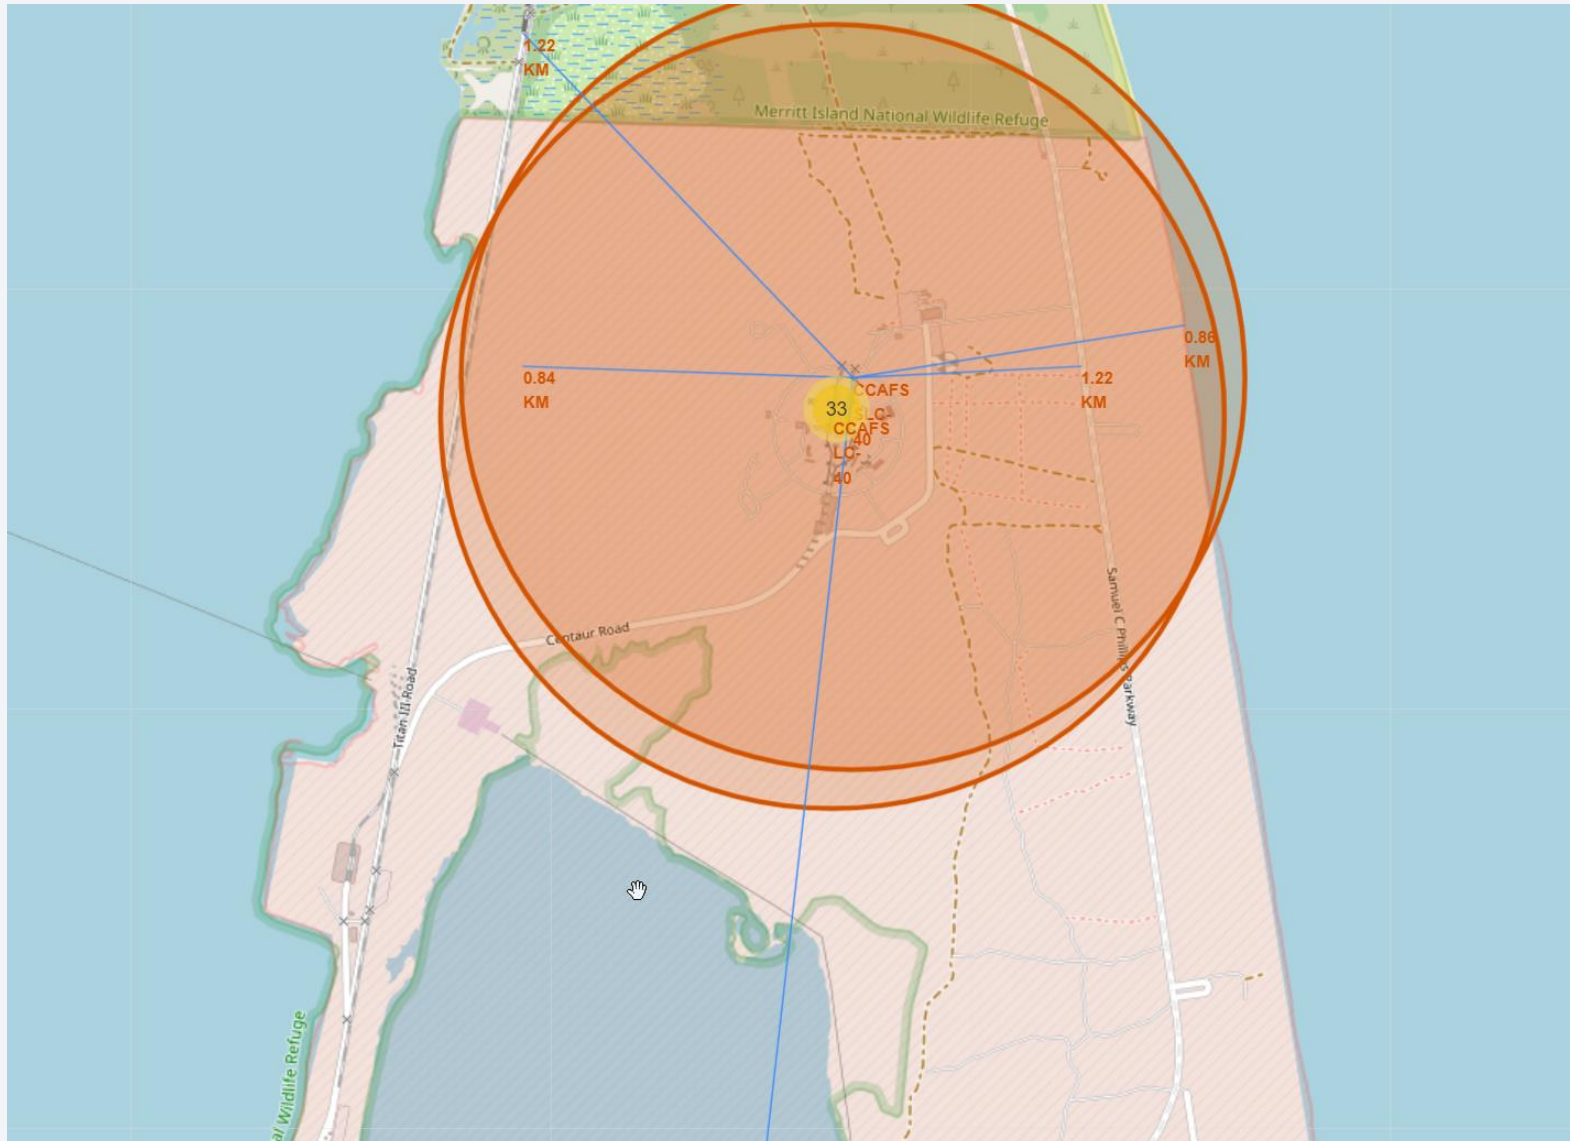 1.22
KM
Merritt Island National Wildlife Refuge
0.86
KM
0.84
KM
1.22
KM
CCAFS
SLC-
40
33
CCAFS
LC-
40
Centaur Road
Samuel C Phillips Parkway
Titan III Road
al Wildlife Refuge